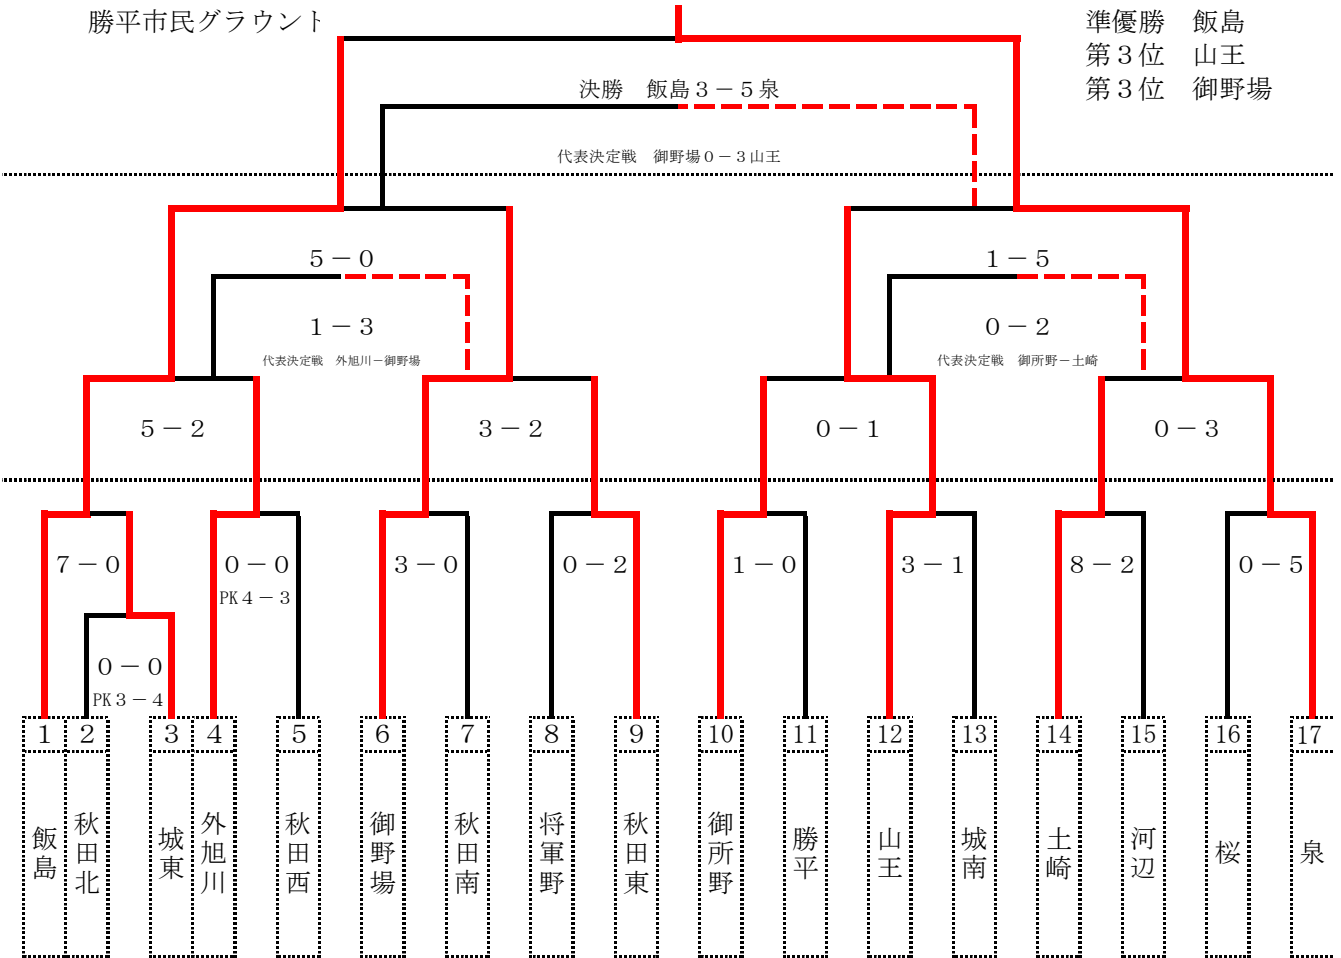 勝平市民グラウント
準優勝　飯島
第３位　山王
第３位　御野場
決勝　飯島３－５泉
代表決定戦　御野場０－３山王
５－０
１－５
１－３
０－２
代表決定戦　外旭川－御野場
代表決定戦　御所野－土崎
５－２
３－２
０－１
０－３
７－０
０－０
３－０
０－２
１－０
３－１
８－２
０－５
PK４－３
０－０
PK３－４
1
2
3
4
5
6
7
8
9
10
11
12
13
14
15
16
17
飯島
秋田北
城東
外旭川
秋田西
御野場
秋田南
将軍野
秋田東
御所野
勝平
山王
城南
土崎
河辺
桜
泉